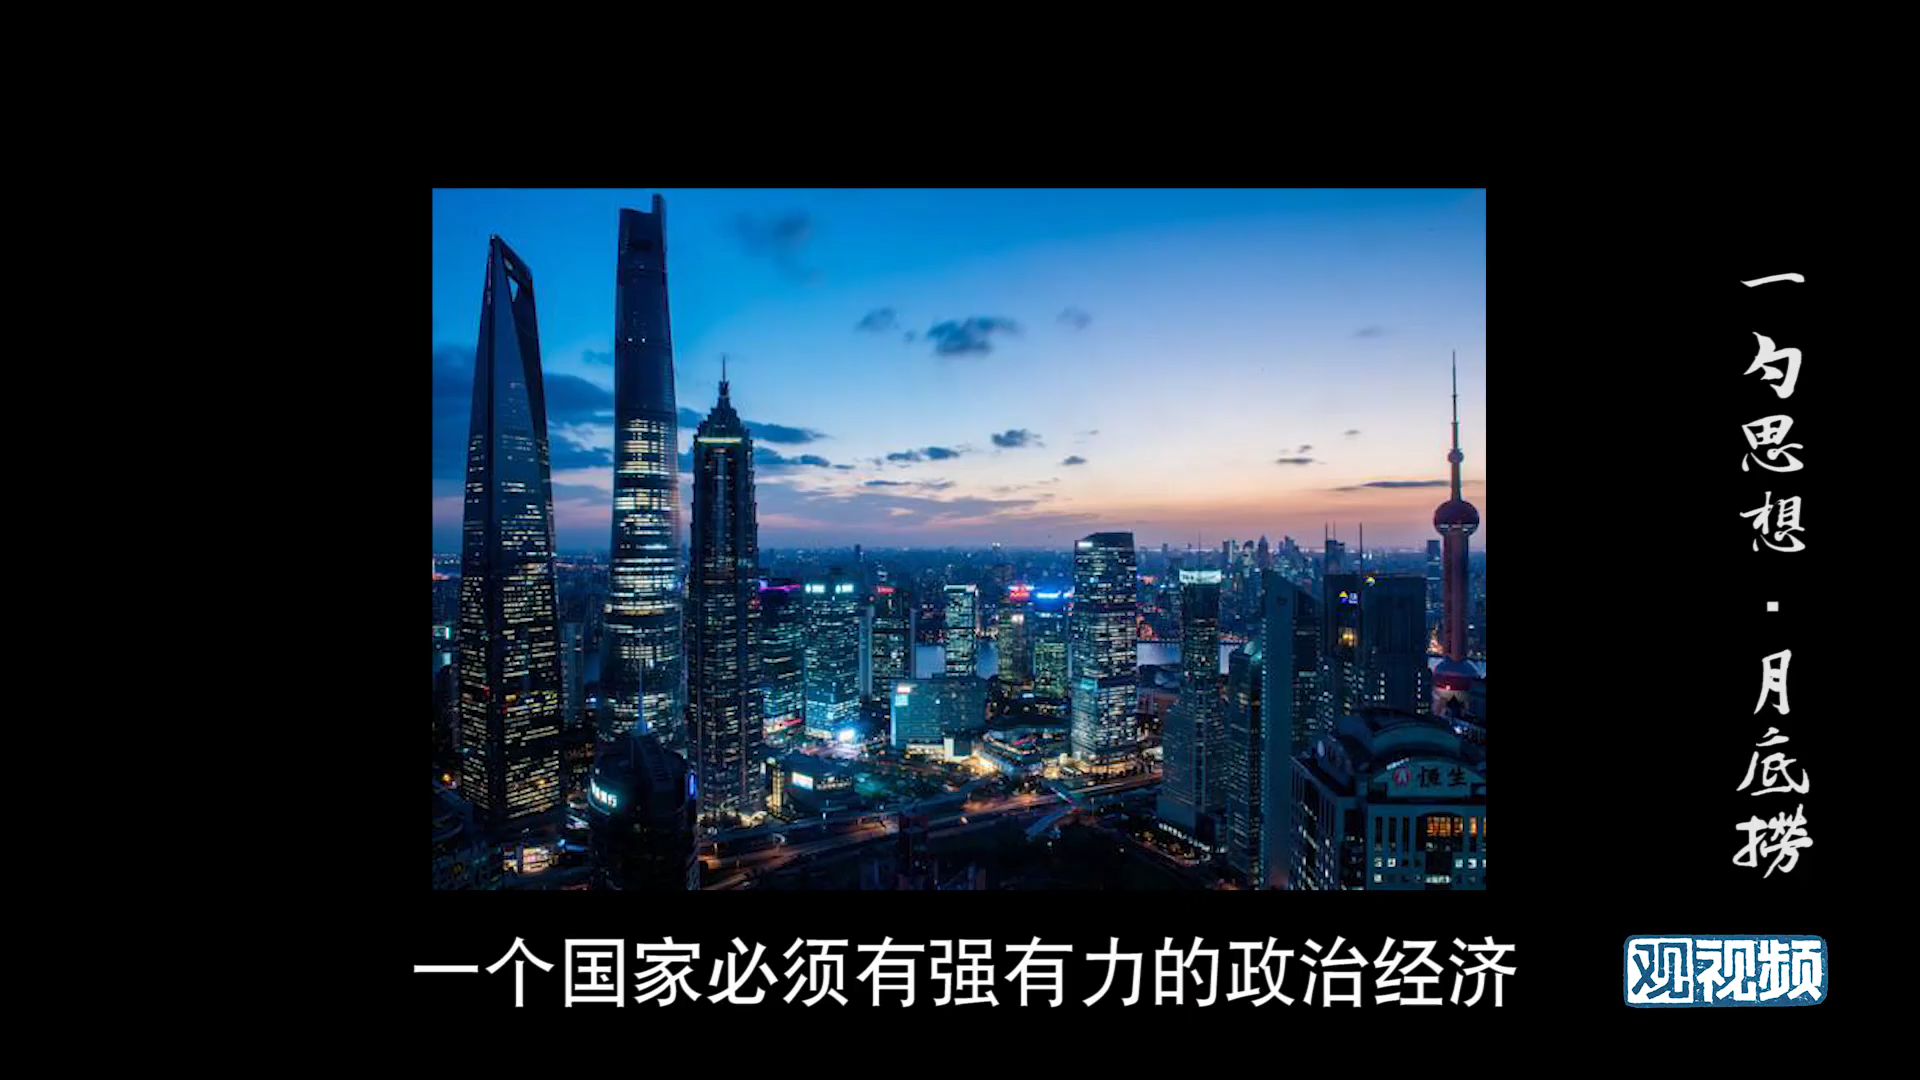 一勺思想·月底捞
恒生
一个国家必须有强有力的政治经济
观视频